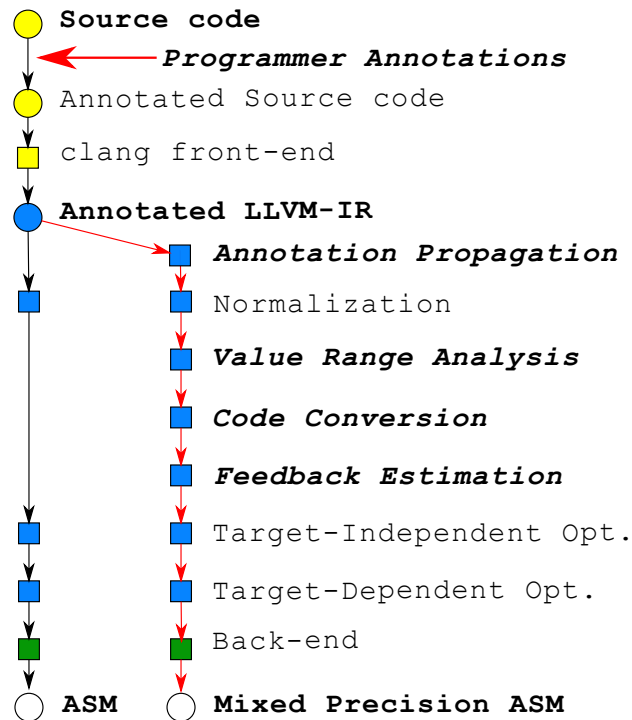 Source code
Programmer Annotations
Annotated Source code
clang front-end
Annotated LLVM-IR
Annotation Propagation
Normalization
Value Range Analysis
Code Conversion
Feedback Estimation
Target-Independent Opt.
Target-Dependent Opt.
Back-end
ASM Mixed Precision ASM